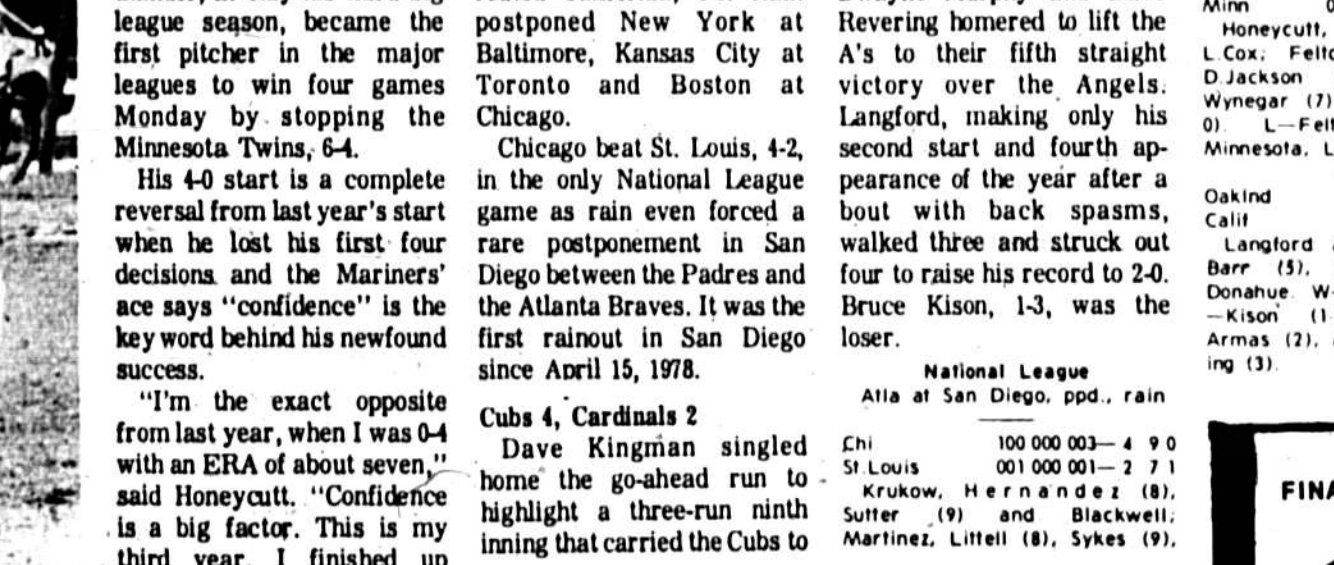 league season, became the
first pitcher in the major
leagues to win four games
Monday by stopping the
Minnesota Twins, 6-4.
His 4-0 start is a complete
reversal from last year's start
when he lost his first four
decisions and the Mariners'
ace says "confidence" is the
key word behind his newfound
success.
"I'm the exact opposite
from last year, when I was 0-4
with an ERA of about seven,"
said Honeycutt. "Confidence
is a big factor. This is my
third year. I finished up
postponed New York at
Baltimore, Kansas City at
Toronto and Boston at
Chicago.
Chicago beat St. Louis, 4-2,
in the only National League
game as rain even forced a
rare postponement in San
Diego between the Padres and
the Atlanta Braves. It was the
first rainout in San Diego
since April 15, 1978.
Cubs 4, Cardinals 2
Dave Kingman singled
home the go-ahead run to
highlight a three-run ninth
inning that carried the Cubs to
Revering homered to lift the
A's to their fifth straight
victory over the Angels.
Langford, making only his
second start and fourth ap-
pearance of the year after a
bout with back spasms,
walked three and struck out
four to raise his record to 2-0.
Bruce Kison, 1-3, was the
loser.
National League
Atla at San Diego, ppd., rain
Chi 100 000 003— 4 9 0
St.Louis 001 000 001— 2 7 1
Krukow, Hernandez (8),
Sutter (9) and Blackwell;
Martinez, Littell (8), Sykes (9),
Minn
Honeycutt,
L.Cox;
D.Jackson
Wynegar (7)
0). L—
Minnesota,
Oaklnd
Calif
Langford
Barr (5),
Donahue. W-
—Kison (1
Armas (2),
ing (3).